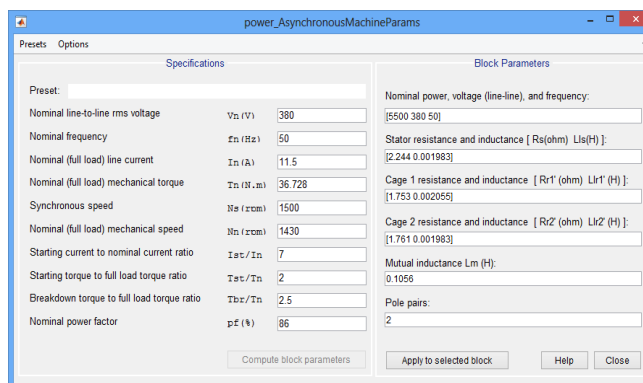 power_AsynchronousMachineParams
Presets Options
Specifications
Preset:
Nominal line-to-line rms voltage Vn(V) 380
Nominal frequency fn(Hz) 50
Nominal (full load) line current In(A) 11.5
Nominal (full load) mechanical torque Tn(N.m) 36.728
Synchronous speed Ns(rpm) 1500
Nominal (full load) mechanical speed Nn(rpm) 1430
Starting current to nominal current ratio Ist/In 7
Starting torque to full load torque ratio Tst/Tn 2
Breakdown torque to full load torque ratio Tbr/Tn 2.5
Nominal power factor pf(%) 86
Compute block parameters
Block Parameters
Nominal power, voltage (line-line), and frequency:
[5500 380 50]
Stator resistance and inductance [ Rs(ohm) Lls(H) ]:
[2.244 0.001983]
Cage 1 resistance and inductance [ Rr1' (ohm) Llr1' (H) ]:
[1.753 0.002055]
Cage 2 resistance and inductance [ Rr2' (ohm) Llr2' (H) ]:
[1.761 0.001983]
Mutual inductance Lm (H):
0.1056
Pole pairs:
2
Apply to selected block Help Close